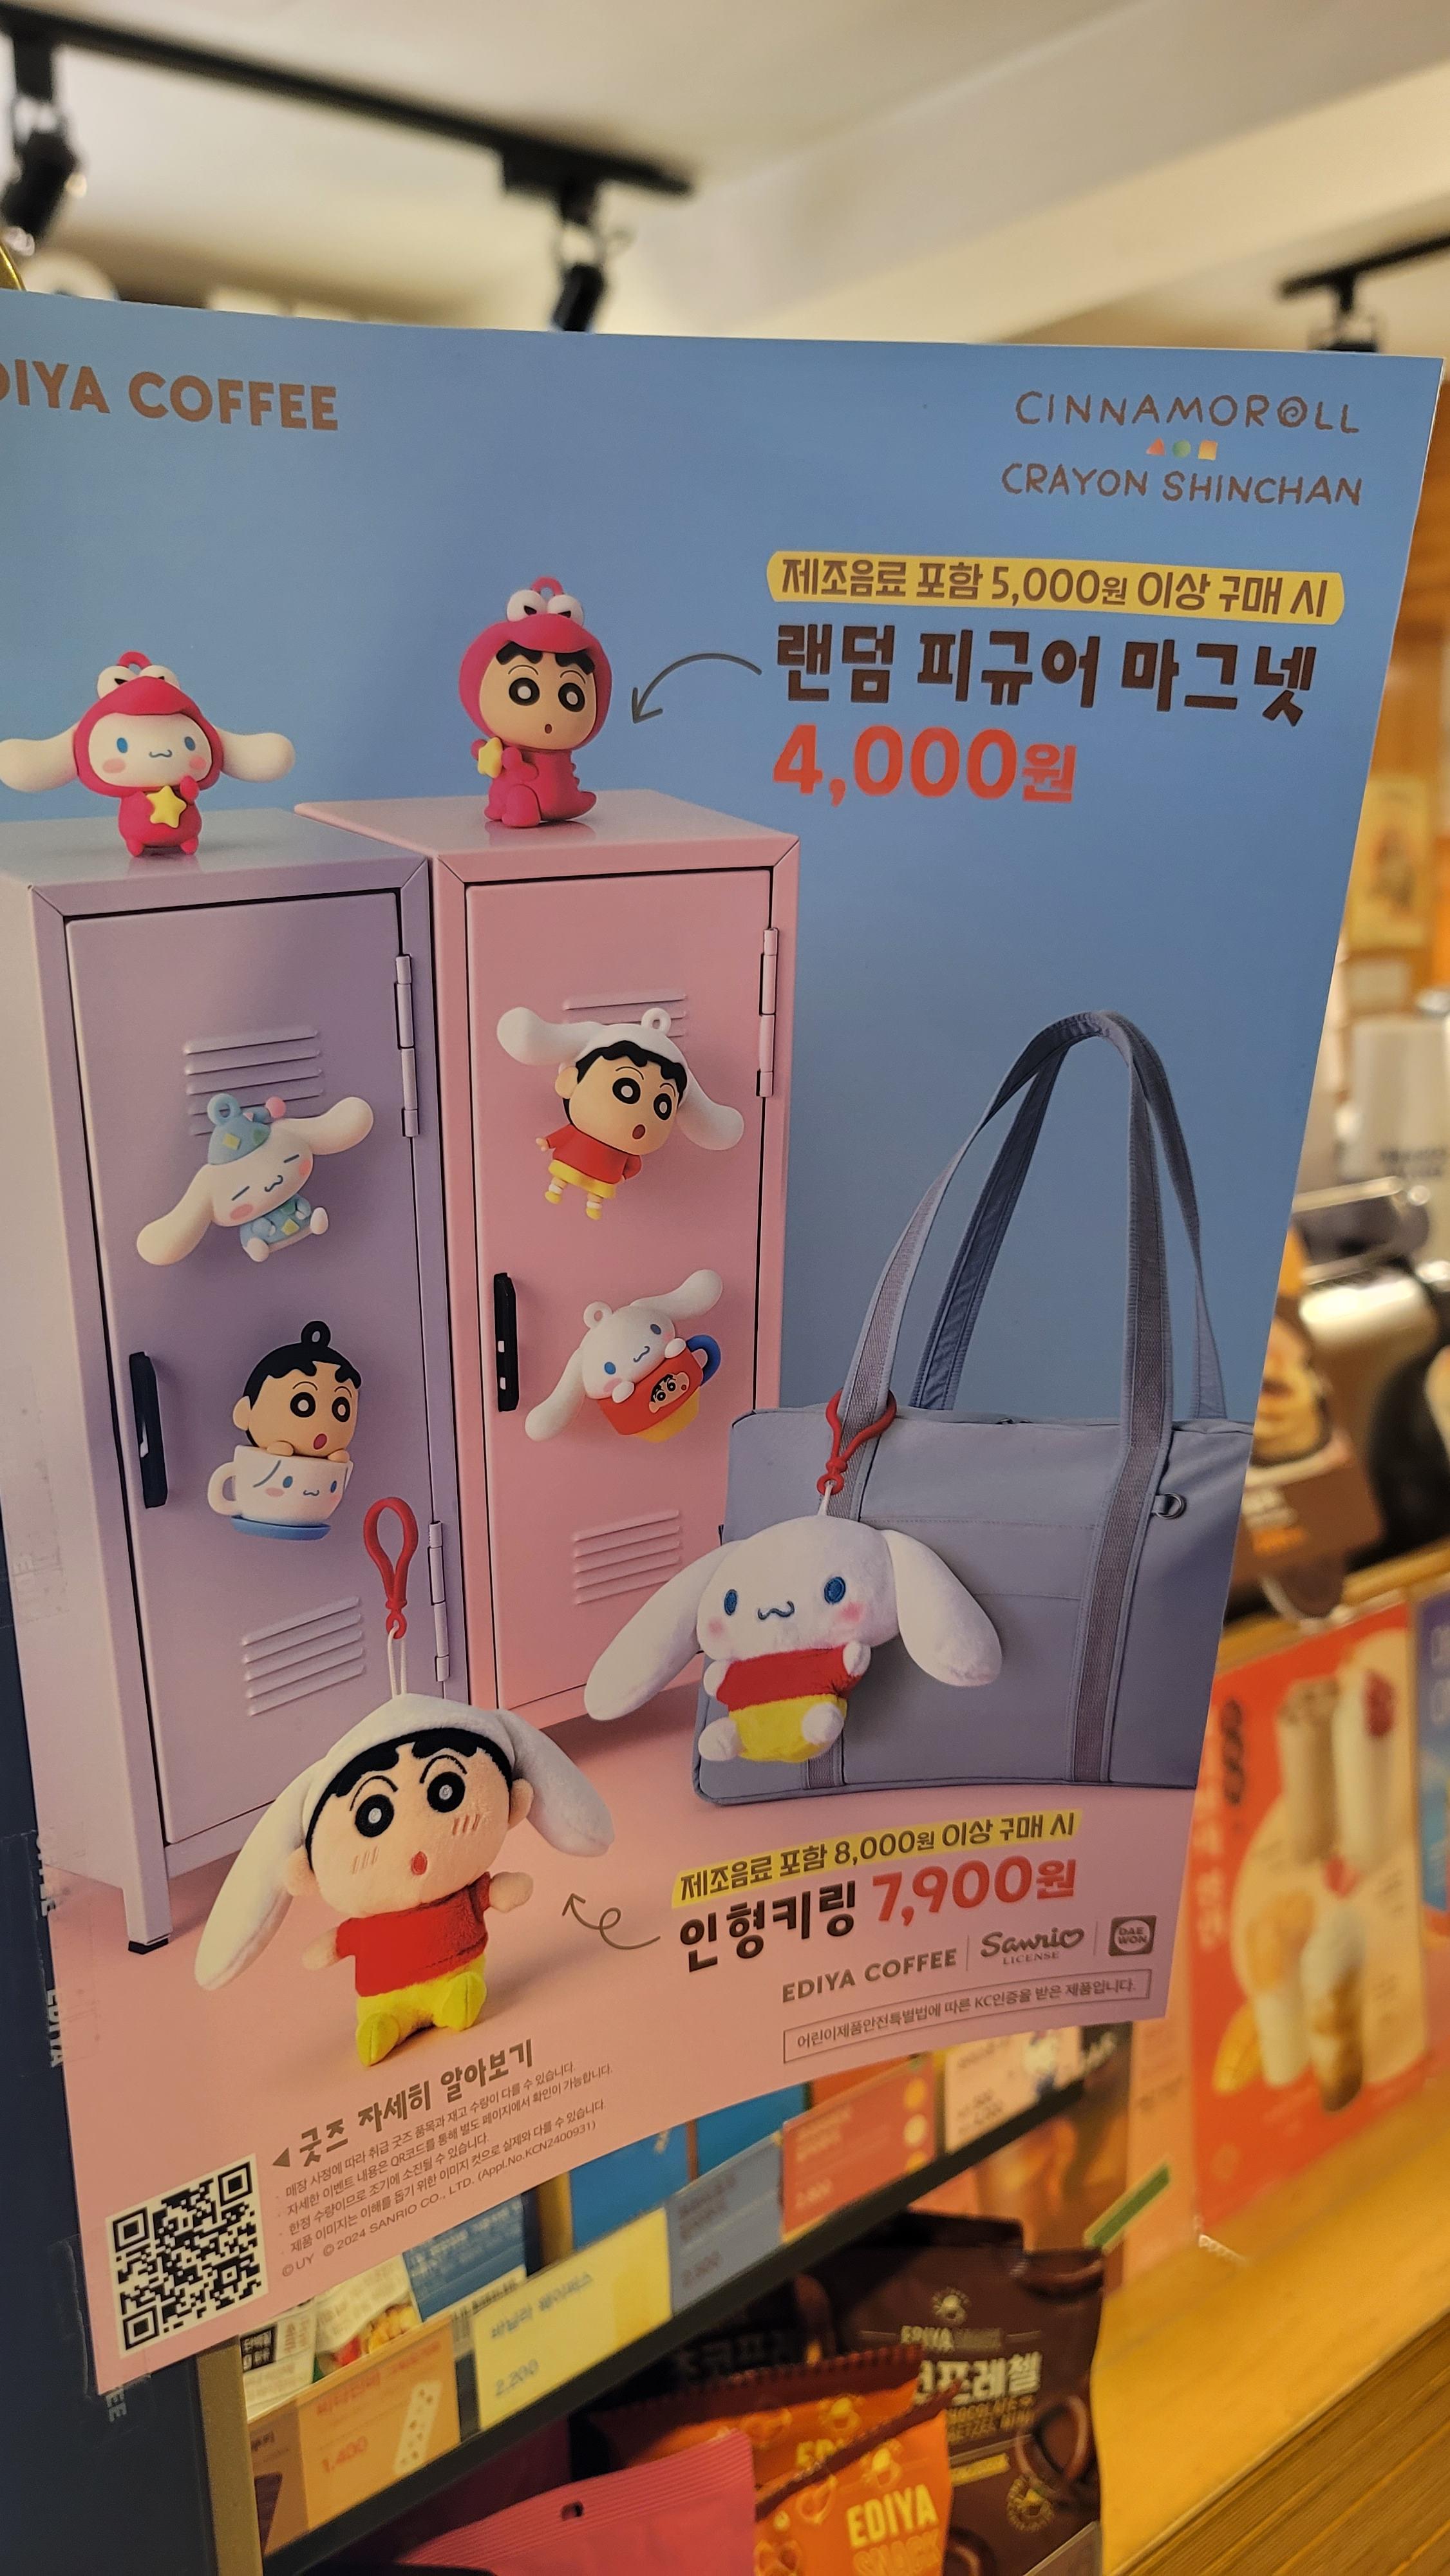 DIYA COFFEE
CINNAMOROLL
CRAYON SHINCHAN
제조음료 포함 5,000원 이상 구매 시
랜덤 피규어 마그넷
4,000원
제조음료 포함 8,000원 이상 구매 시
인형키링 7,900원
EDIYA COFFEE | Sanrio LICENSE | DAEWON
어린이제품안전특별법에 따른 KC인증을 받은 제품입니다.
◀ 굿즈 자세히 알아보기
매장 사정에 따라 취급 굿즈 품목과 재고 수량이 다를 수 있습니다.
자세한 이벤트 내용은 QR코드를 통해 별도 페이지에서 확인이 가능합니다.
한정 수량이므로 조기에 소진될 수 있습니다.
제품 이미지는 이해를 돕기 위한 이미지 컷으로 실제와 다를 수 있습니다.
©UY © 2024 SANRIO CO., LTD. (Appl.No.KCN2400931)
EDIYA
2,200
1,400
EDIYA
프레첼
EDIYA
SNACK